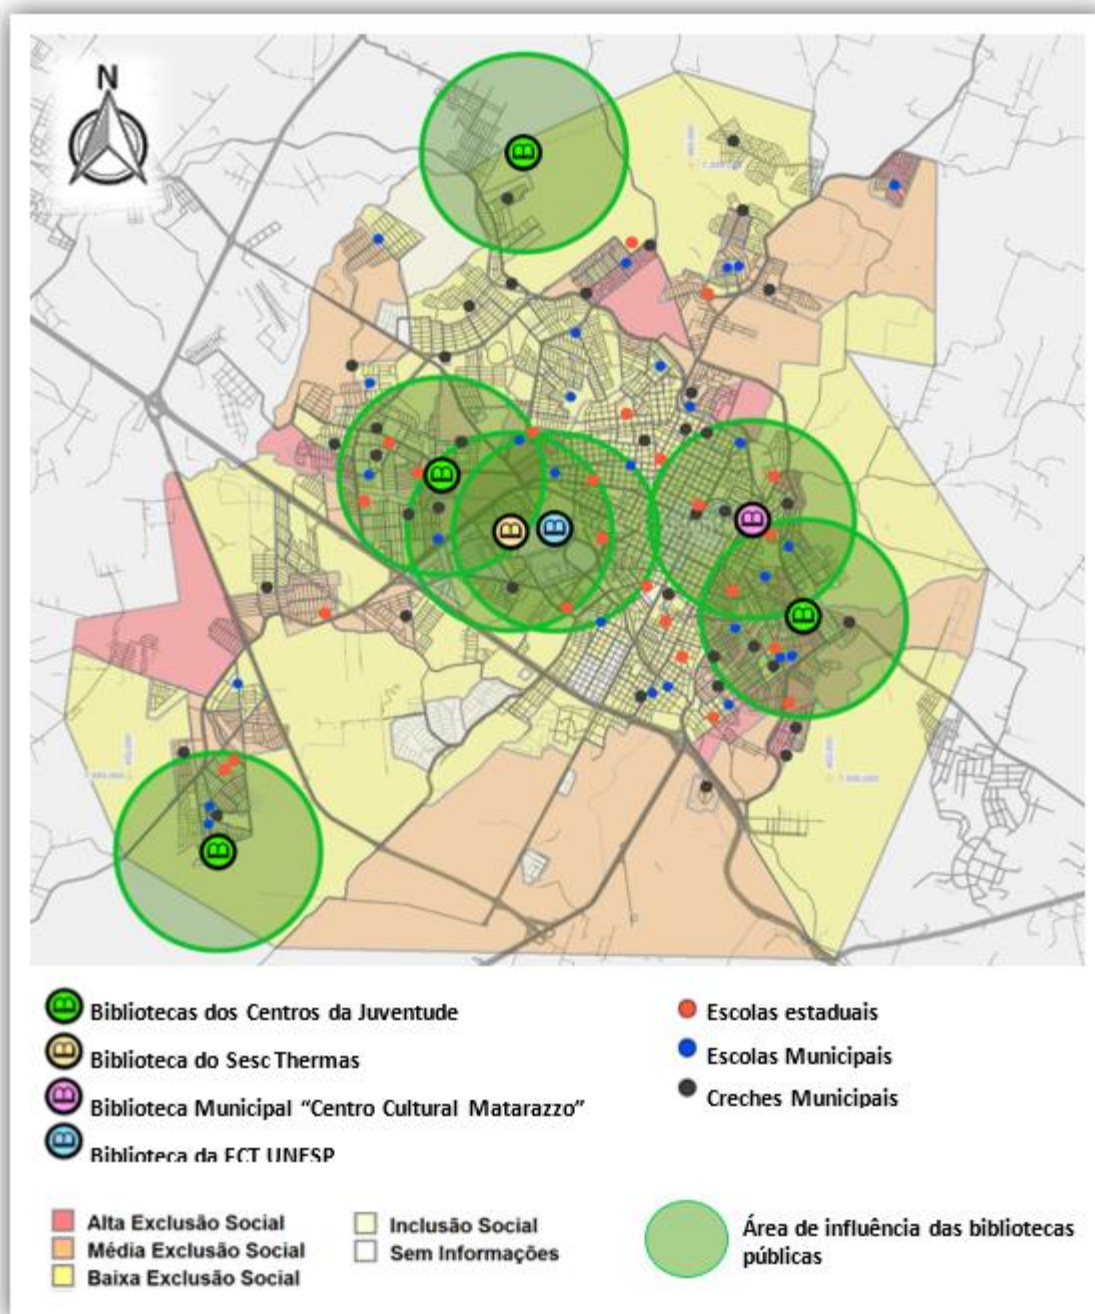 N
B
B
B
B
B
B
B
B Bibliotecas dos Centros da Juventude
B Biblioteca do Sesc Thermas
B Biblioteca Municipal “Centro Cultural Matarazzo”
B Biblioteca da FCT UNESP
Escolas estaduais
Escolas Municipais
Creches Municipais
Alta Exclusão Social
Média Exclusão Social
Baixa Exclusão Social
Inclusão Social
Sem Informações
Área de influência das bibliotecas
públicas